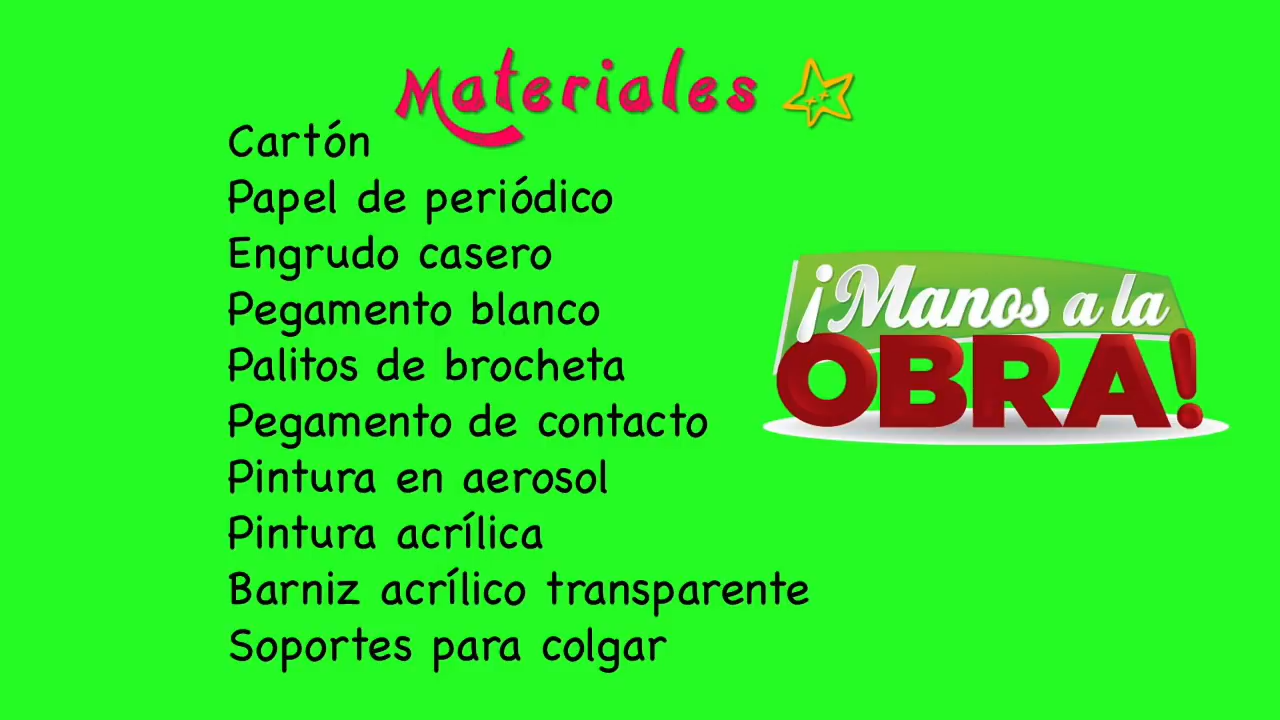 Materiales
Cartón
Papel de periódico
Engrudo casero
Pegamento blanco
Palitos de brocheta
Pegamento de contacto
Pintura en aerosol
Pintura acrílica
Barniz acrílico transparente
Soportes para colgar
¡Manos a la
OBRA!